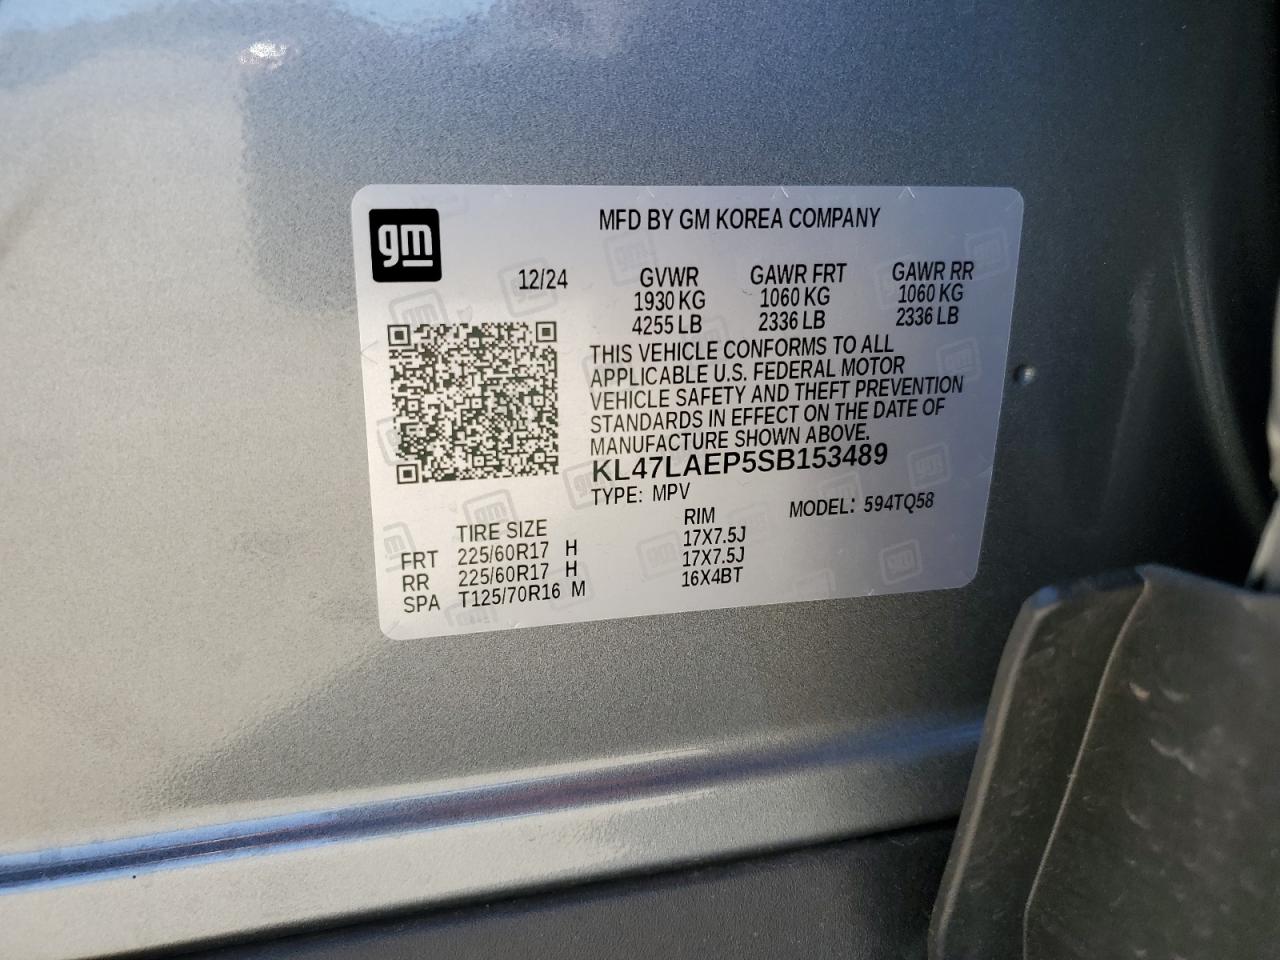 gm
MFD BY GM KOREA COMPANY
12/24 GVWR GAWR FRT GAWR RR
1930 KG 1060 KG 1060 KG
4255 LB 2336 LB 2336 LB
THIS VEHICLE CONFORMS TO ALL
APPLICABLE U.S. FEDERAL MOTOR
VEHICLE SAFETY AND THEFT PREVENTION
STANDARDS IN EFFECT ON THE DATE OF
MANUFACTURE SHOWN ABOVE.
KL47LAEP5SB153489
TYPE: MPV MODEL: 594TQ58
TIRE SIZE RIM
FRT 225/60R17 H 17X7.5J
RR 225/60R17 H 17X7.5J
SPA T125/70R16 M 16X4BT